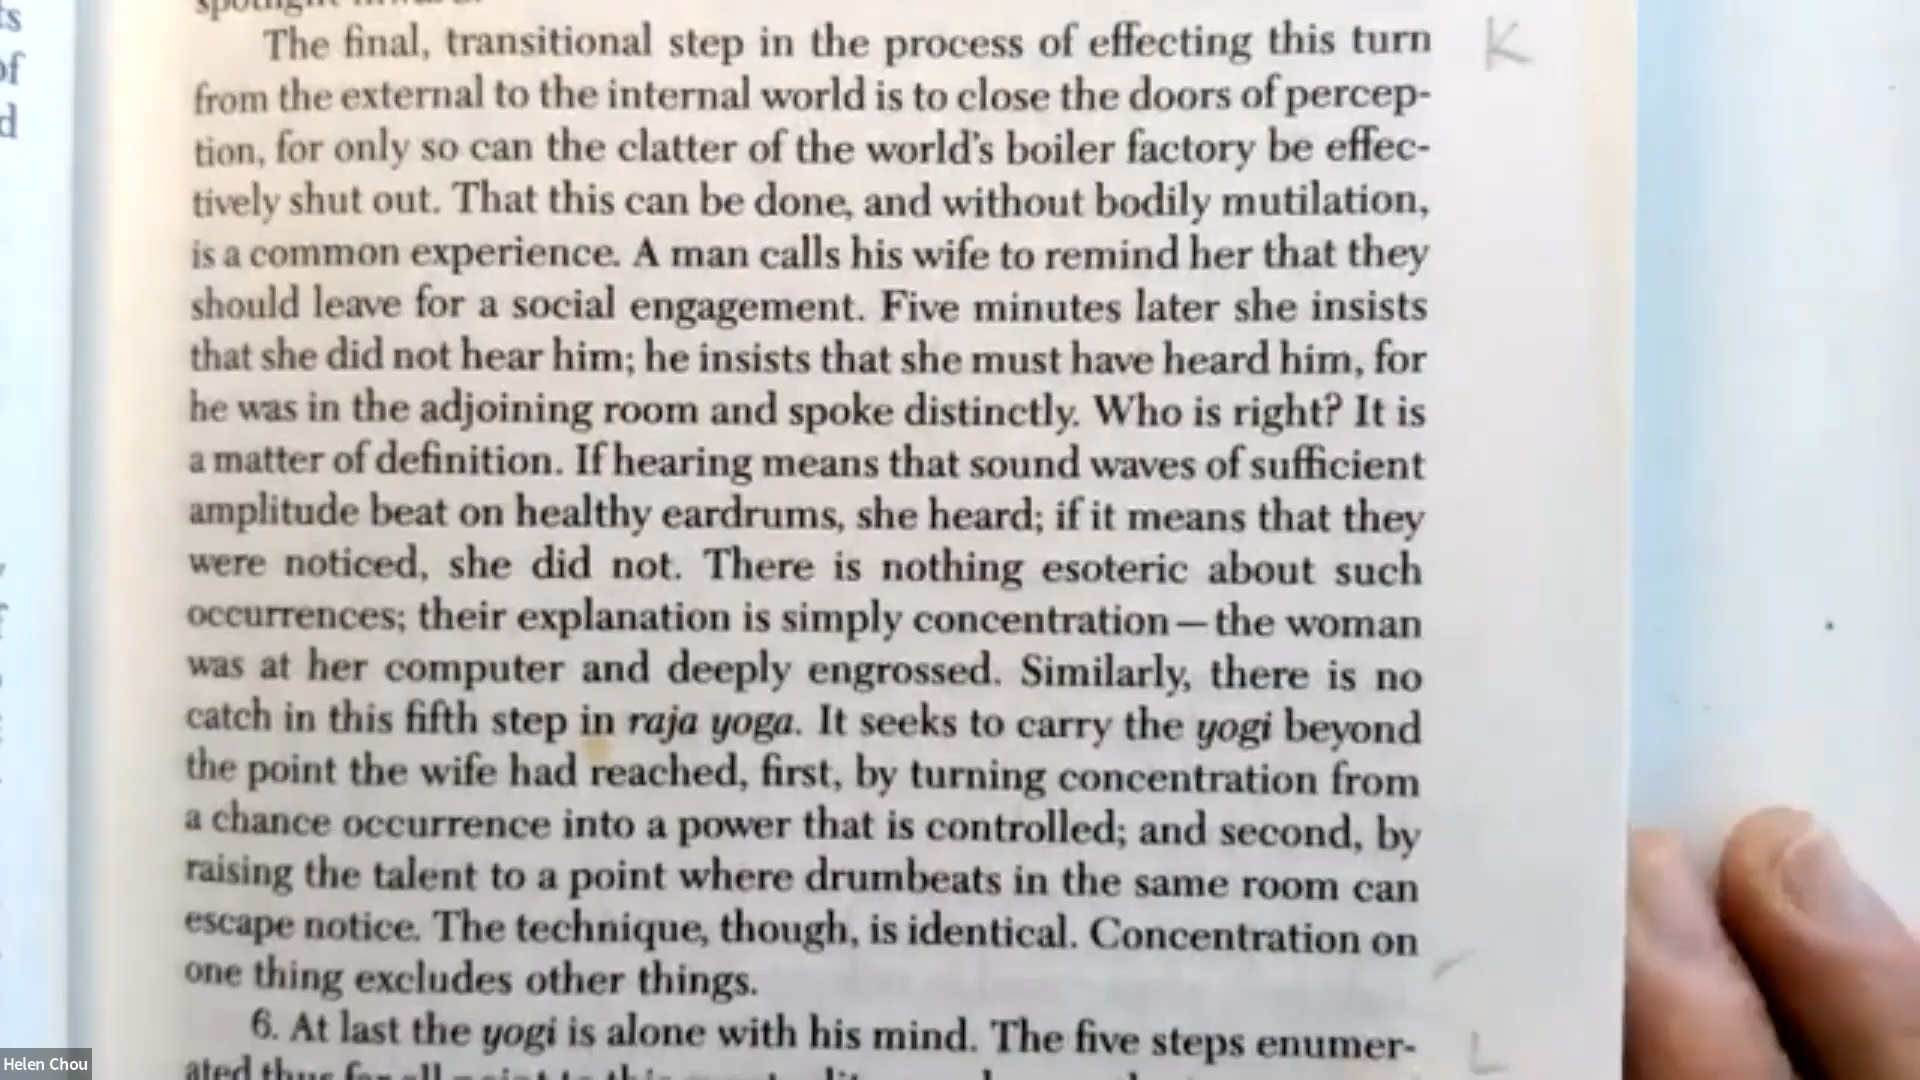 spotlight inward.
The final, transitional step in the process of effecting this turn
K
from the external to the internal world is to close the doors of percep-
tion, for only so can the clatter of the world's boiler factory be effec-
tively shut out. That this can be done, and without bodily mutilation,
is a common experience. A man calls his wife to remind her that they
should leave for a social engagement. Five minutes later she insists
that she did not hear him; he insists that she must have heard him, for
he was in the adjoining room and spoke distinctly. Who is right? It is
a matter of definition. If hearing means that sound waves of sufficient
amplitude beat on healthy eardrums, she heard; if it means that they
were noticed, she did not. There is nothing esoteric about such
occurrences; their explanation is simply concentration—the woman
was at her computer and deeply engrossed. Similarly, there is no
catch in this fifth step in raja yoga. It seeks to carry the yogi beyond
the point the wife had reached, first, by turning concentration from
a chance occurrence into a power that is controlled; and second, by
raising the talent to a point where drumbeats in the same room can
escape notice. The technique, though, is identical. Concentration on
one thing excludes other things.
6. At last the yogi is alone with his mind. The five steps enumer-
L
ated thus far all point to this
of
d
Helen Chou